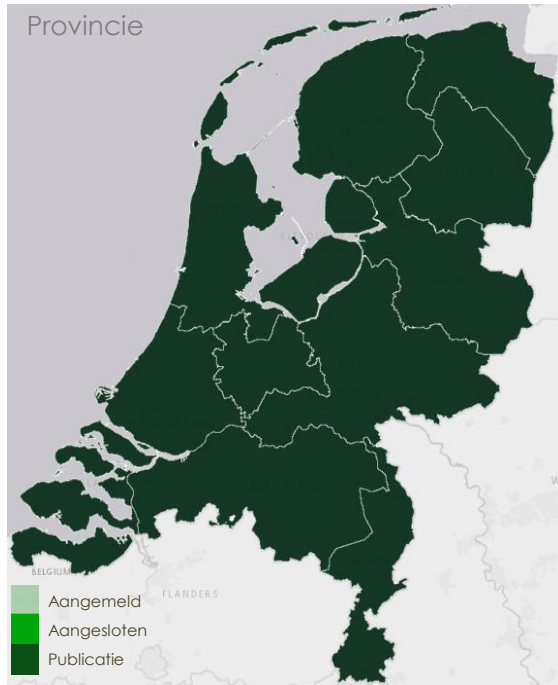 Provincie
BELGIUM
FLANDERS
Aangemeld
Aangesloten
Publicatie